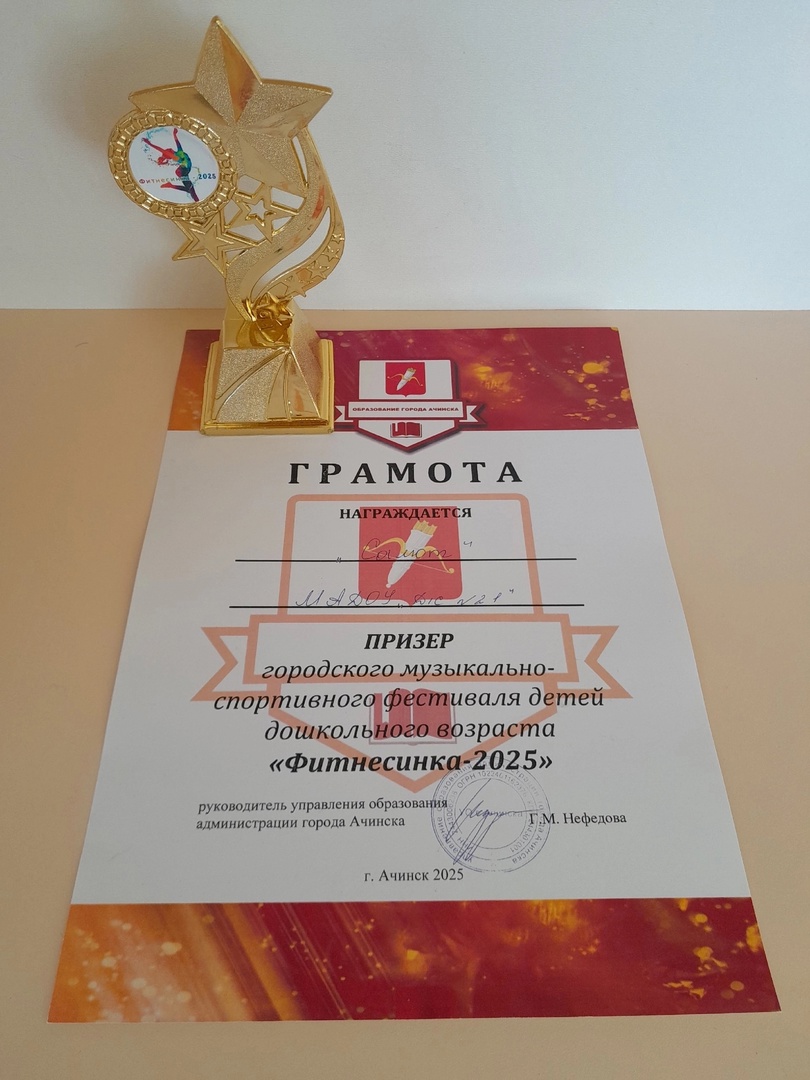 ФИТНЕСИНКА 2025
ОБРАЗОВАНИЕ ГОРОДА АЧИНСКА
ГРАМОТА
НАГРАЖДАЕТСЯ
„Салют"
МАДОУ „Д/с №21"
ПРИЗЕР
городского музыкально-
спортивного фестиваля детей
дошкольного возраста
«Фитнесинка-2025»
руководитель управления образования
администрации города Ачинска
Г.М. Нефедова
г. Ачинск 2025